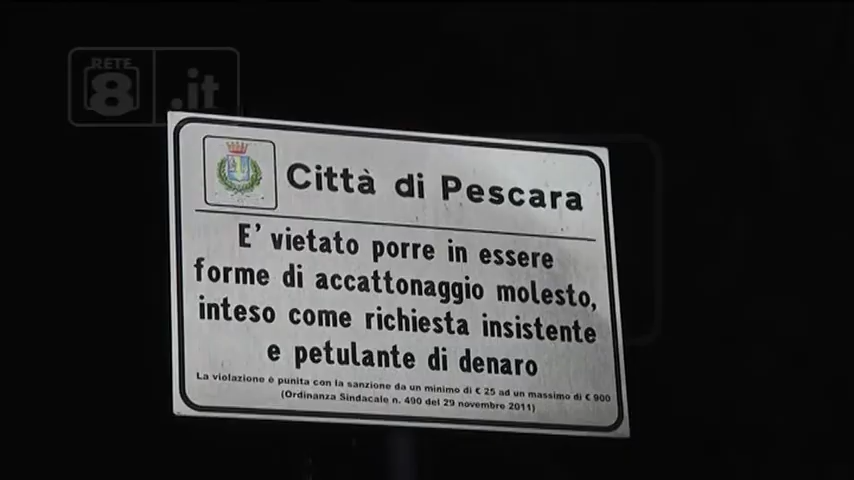 RETE
8 .it
Città di Pescara
E' vietato porre in essere
forme di accattonaggio molesto,
inteso come richiesta insistente
e petulante di denaro
La violazione è punita con la sanzione da un minimo di € 25 ad un massimo di € 900
(Ordinanza Sindacale n. 490 del 29 novembre 2011)